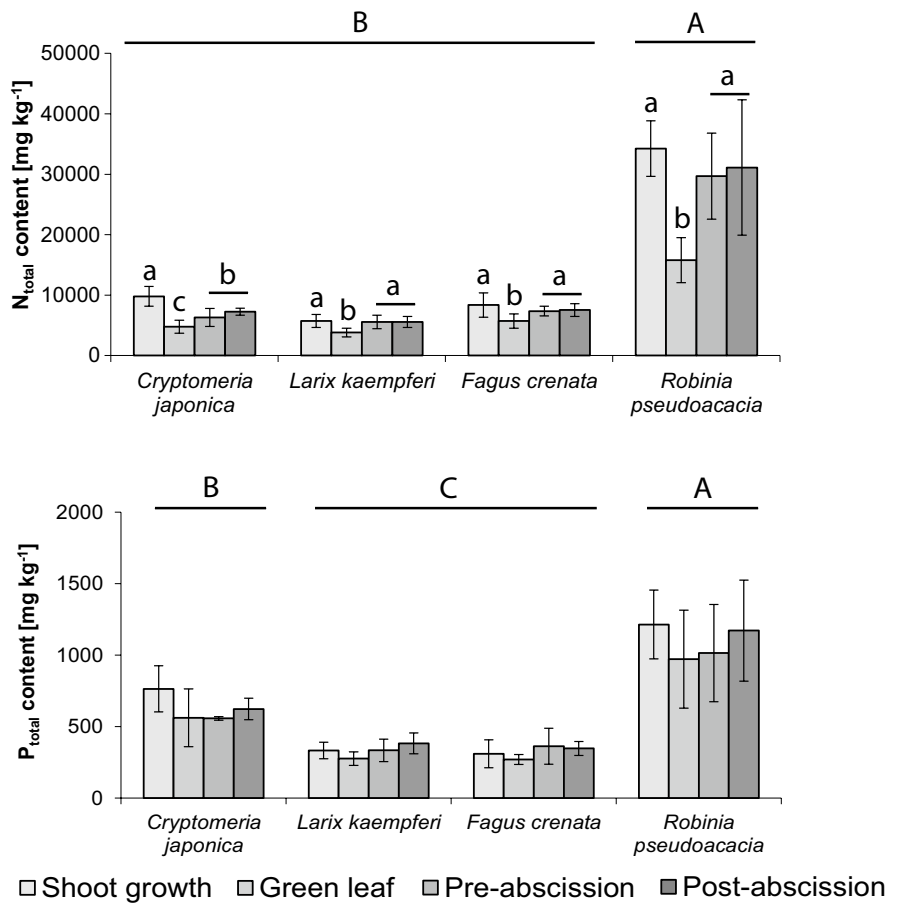 B A
50000
40000
30000
20000
10000
0
Ntotal content [mg kg-1]
a c b a b a a b a a b a
Cryptomeria japonica
Larix kaempferi
Fagus crenata
Robinia pseudoacacia
B C A
2000
1500
1000
500
0
Ptotal content [mg kg-1]
Cryptomeria japonica
Larix kaempferi
Fagus crenata
Robinia pseudoacacia
Shoot growth Green leaf Pre-abscission Post-abscission